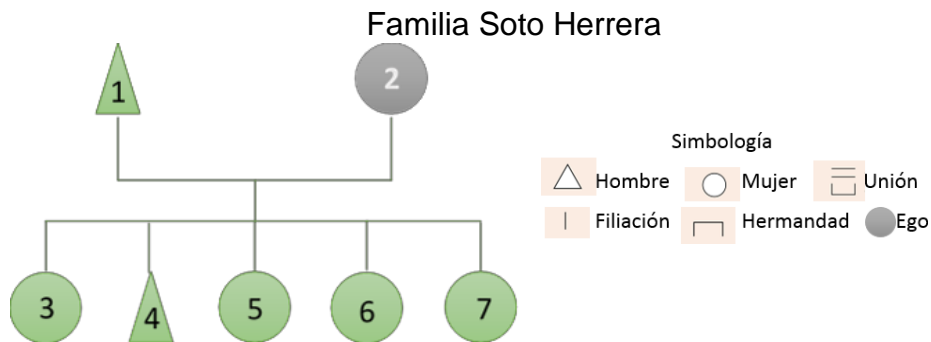 Familia Soto Herrera
1 2
Simbología
Hombre Mujer Unión
Filiación Hermandad Ego
3 4 5 6 7